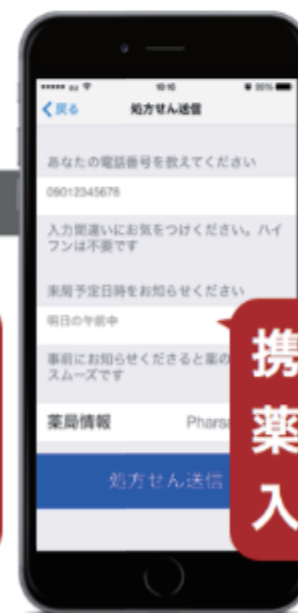 10:10
戻る
処方せん送信
あなたの電話番号を教えてください
09012345678
入力間違いにお気をつけください。ハイ
フンは不要です
来局予定日時をお知らせください
明日の午前中
事前にお知らせくださると薬の
スムーズです
薬局情報 Phars
処方せん送信
携
薬
入